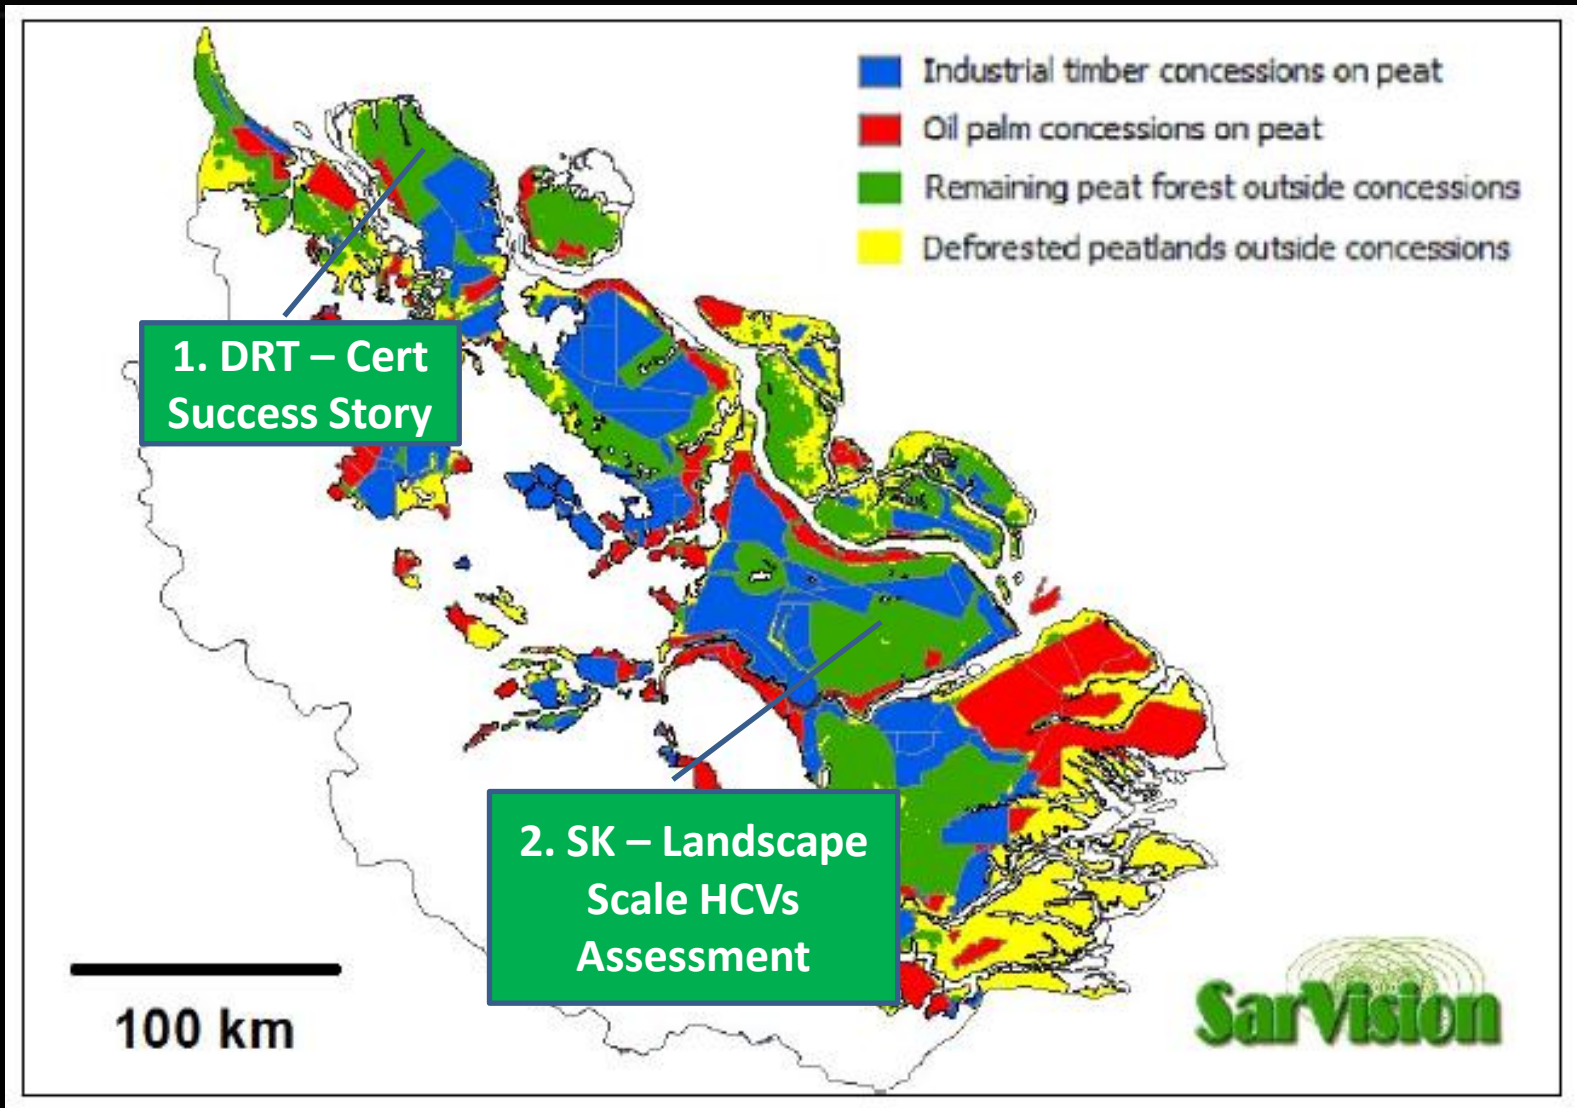 Industrial timber concessions on peat
Oil palm concessions on peat
Remaining peat forest outside concessions
Deforested peatlands outside concessions
1. DRT – Cert
Success Story
2. SK – Landscape
Scale HCVs
Assessment
100 km
SarVision